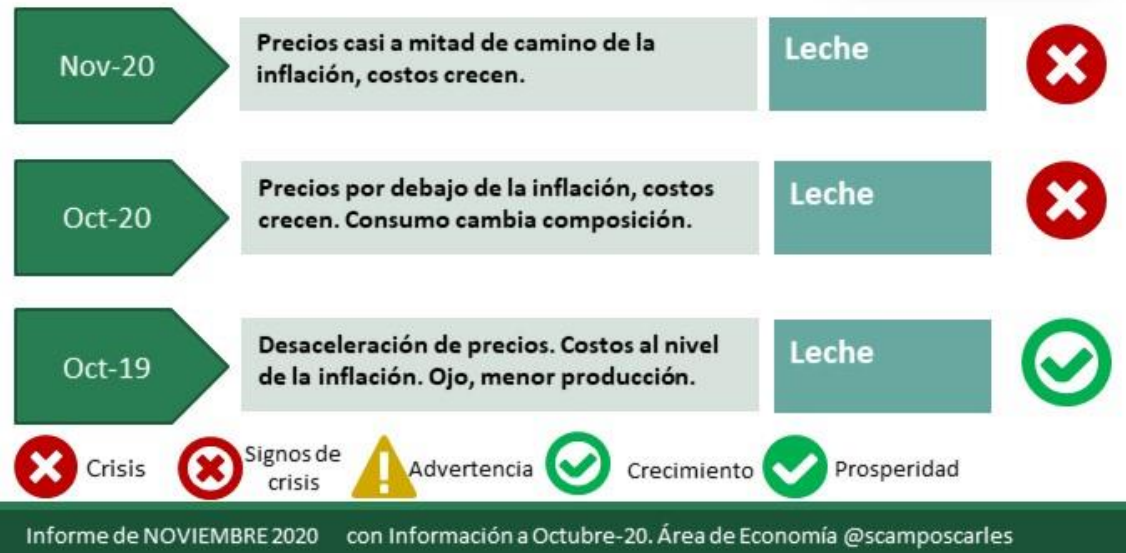 Nov-20
Precios casi a mitad de camino de la
inflación, costos crecen.
Leche
Oct-20
Precios por debajo de la inflación, costos
crecen. Consumo cambia composición.
Leche
Oct-19
Desaceleración de precios. Costos al nivel
de la inflación. Ojo, menor producción.
Leche
Crisis
Signos de
crisis
Advertencia
Crecimiento
Prosperidad
Informe de NOVIEMBRE 2020 con Información a Octubre-20. Área de Economía @scamposcarles